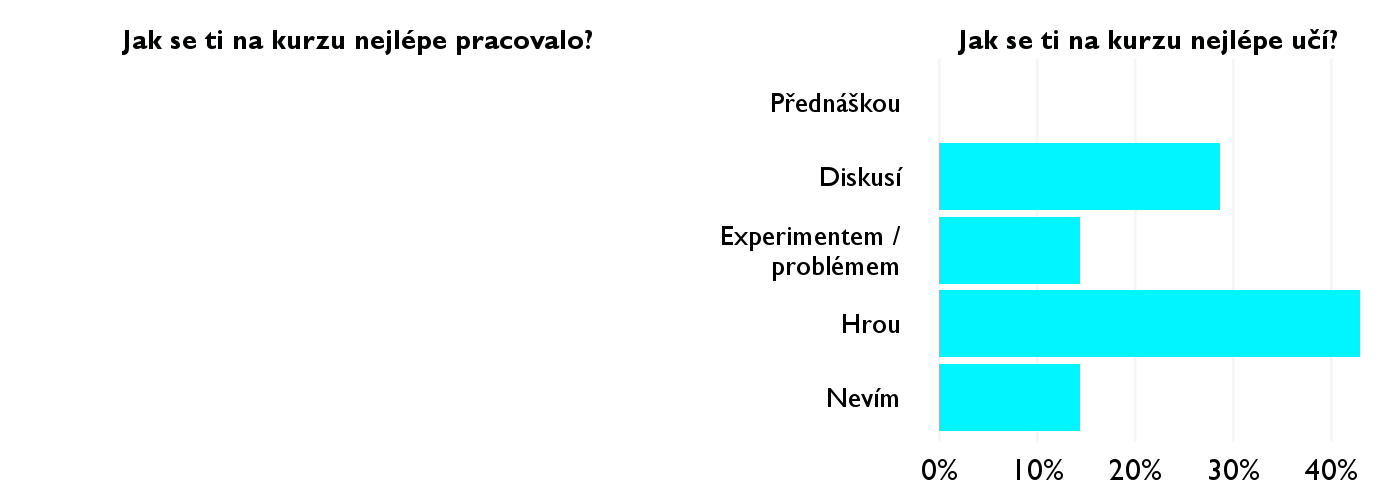 Jak se ti na kurzu nejlépe pracovalo?
Jak se ti na kurzu nejlépe učí?
Přednáškou
Diskusí
Experimentem /
problémem
Hrou
Nevím
0% 10% 20% 30% 40%